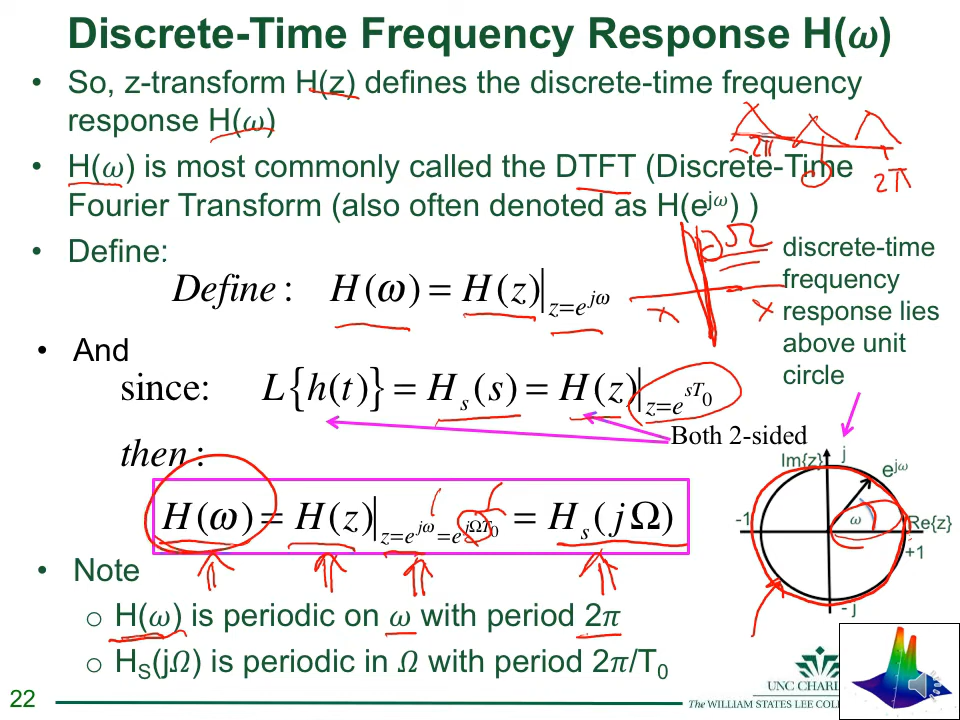 Discrete-Time Frequency Response H(ω)
• So, z-transform H(z) defines the discrete-time frequency
response H(ω)
• H(ω) is most commonly called the DTFT (Discrete-Time
Fourier Transform (also often denoted as H(e^jω) )
-2π
2π
• Define:
Define : H(ω) = H(z)|z=e^jω
Ω
discrete-time
frequency
response lies
above unit
circle
• And
since: L{h(t)} = Hs(s) = H(z)|z=e^sT0
Both 2-sided
then :
H(ω) = H(z)|z=e^jω=e^jΩT0 = Hs(jΩ)
Im{z}
j
e^jω
-1
ω
Re{z}
+1
- j
• Note
o H(ω) is periodic on ω with period 2π
o HS(jΩ) is periodic in Ω with period 2π/T0
22
UNC CHARL
The WILLIAM STATES LEE COL